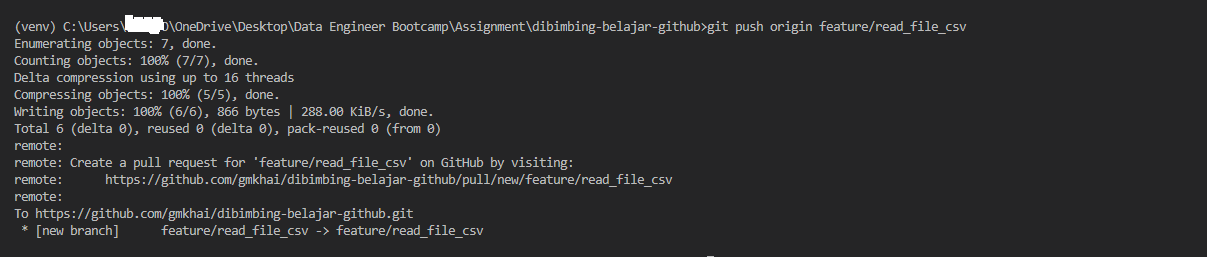 (venv) C:\Users\ D\OneDrive\Desktop\Data Engineer Bootcamp\Assignment\dibimbing-belajar-github>git push origin feature/read_file_csv
Enumerating objects: 7, done.
Counting objects: 100% (7/7), done.
Delta compression using up to 16 threads
Compressing objects: 100% (5/5), done.
Writing objects: 100% (6/6), 866 bytes | 288.00 KiB/s, done.
Total 6 (delta 0), reused 0 (delta 0), pack-reused 0 (from 0)
remote:
remote: Create a pull request for 'feature/read_file_csv' on GitHub by visiting:
remote:      https://github.com/gmkhai/dibimbing-belajar-github/pull/new/feature/read_file_csv
remote:
To https://github.com/gmkhai/dibimbing-belajar-github.git
 * [new branch]      feature/read_file_csv -> feature/read_file_csv